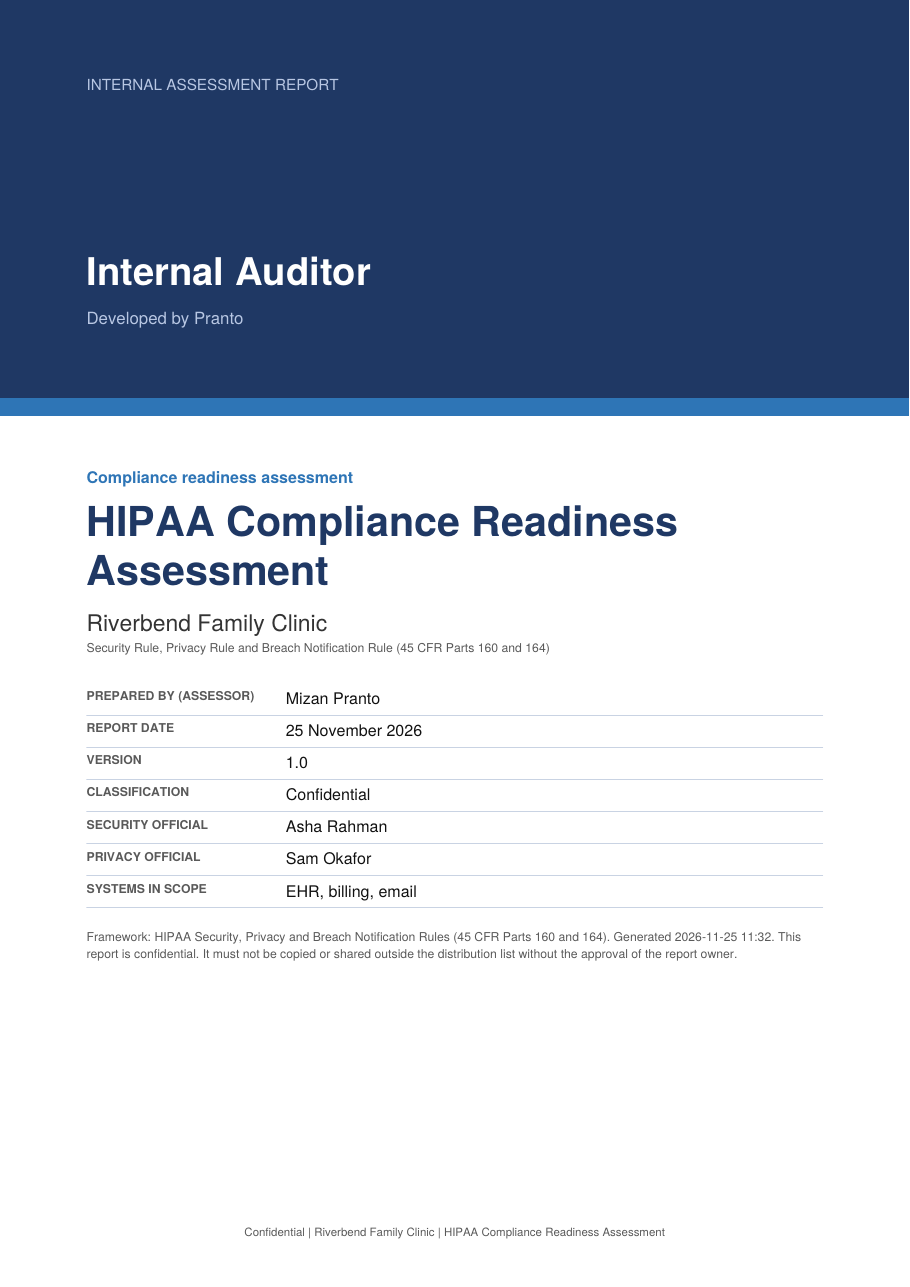 INTERNAL ASSESSMENT REPORT
Internal Auditor
Developed by Pranto
Compliance readiness assessment
HIPAA Compliance Readiness
Assessment
Riverbend Family Clinic
Security Rule, Privacy Rule and Breach Notification Rule (45 CFR Parts 160 and 164)
PREPARED BY (ASSESSOR) Mizan Pranto
REPORT DATE 25 November 2026
VERSION 1.0
CLASSIFICATION Confidential
SECURITY OFFICIAL Asha Rahman
PRIVACY OFFICIAL Sam Okafor
SYSTEMS IN SCOPE EHR, billing, email
Framework: HIPAA Security, Privacy and Breach Notification Rules (45 CFR Parts 160 and 164). Generated 2026-11-25 11:32. This
report is confidential. It must not be copied or shared outside the distribution list without the approval of the report owner.
Confidential | Riverbend Family Clinic | HIPAA Compliance Readiness Assessment